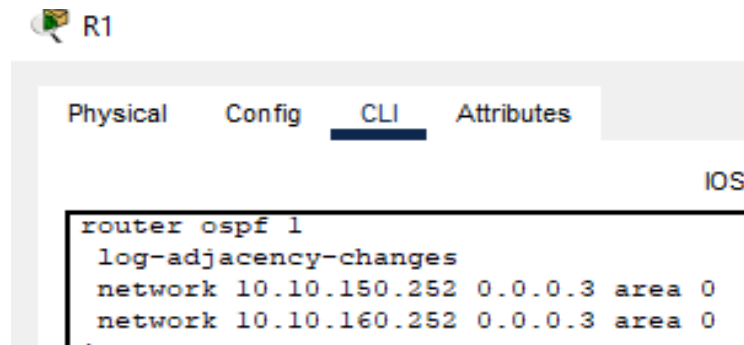 R1
Physical Config CLI Attributes
IOS
router ospf 1
log-adjacency-changes
network 10.10.150.252 0.0.0.3 area 0
network 10.10.160.252 0.0.0.3 area 0